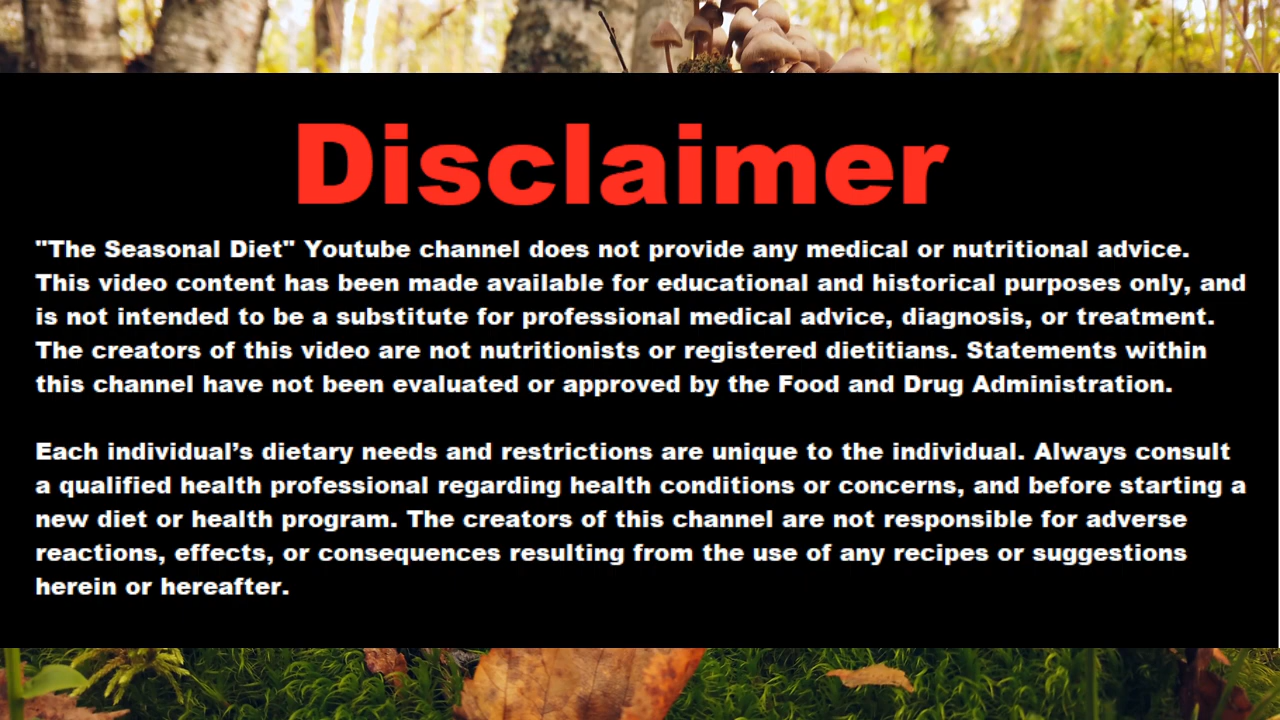 Disclaimer
"The Seasonal Diet" Youtube channel does not provide any medical or nutritional advice.
This video content has been made available for educational and historical purposes only, and
is not intended to be a substitute for professional medical advice, diagnosis, or treatment.
The creators of this video are not nutritionists or registered dietitians. Statements within
this channel have not been evaluated or approved by the Food and Drug Administration.
Each individual’s dietary needs and restrictions are unique to the individual. Always consult
a qualified health professional regarding health conditions or concerns, and before starting a
new diet or health program. The creators of this channel are not responsible for adverse
reactions, effects, or consequences resulting from the use of any recipes or suggestions
herein or hereafter.